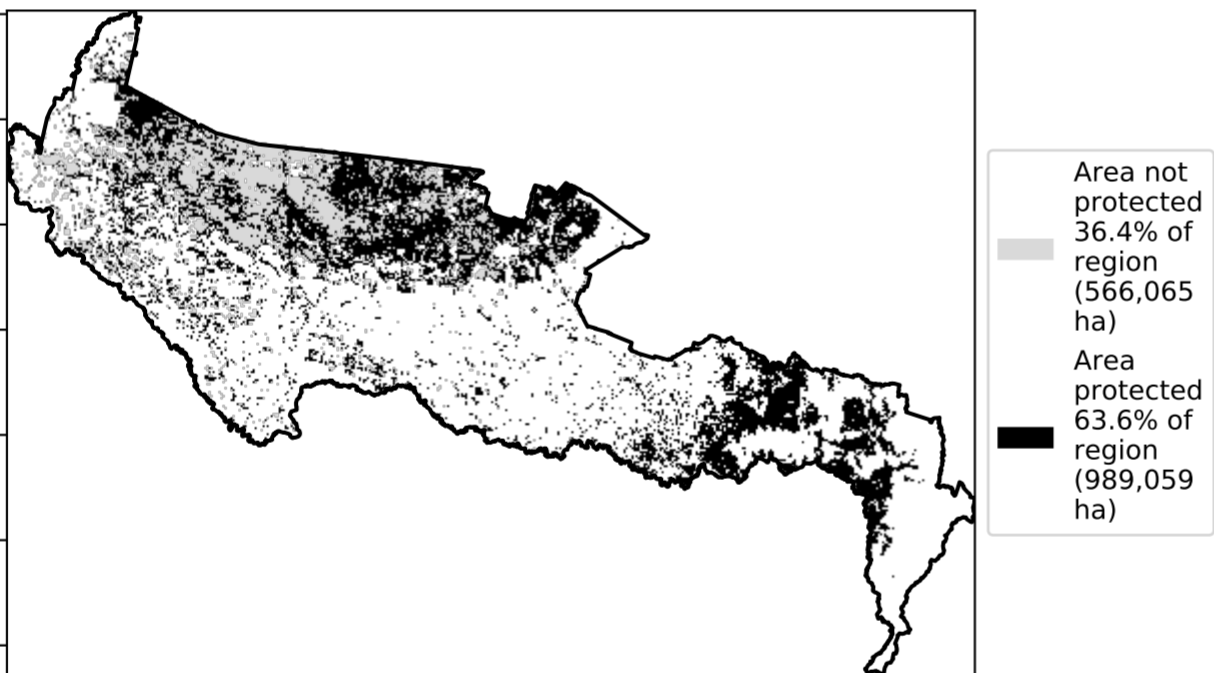 Area not
protected
36.4% of
region
(566,065
ha)
Area
protected
63.6% of
region
(989,059
ha)